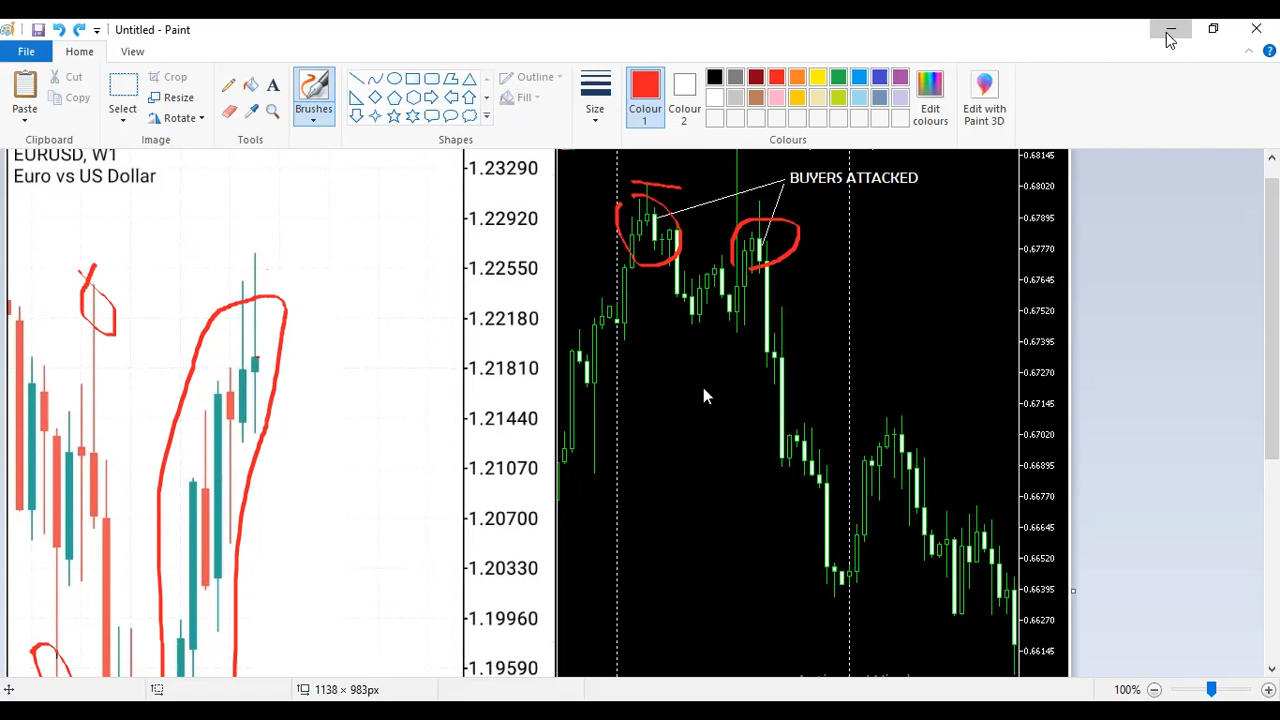 Untitled - Paint
File
Home
View
Paste
Cut
Copy
Clipboard
Select
Crop
Resize
Rotate
Image
Tools
Brushes
Shapes
Outline
Fill
Size
Colour 1
Colour 2
Edit colours
Edit with Paint 3D
Colours
EURUSD, W1
Euro vs US Dollar
1.23290
1.22920
1.22550
1.22180
1.21810
1.21440
1.21070
1.20700
1.20330
1.19960
1.19590
BUYERS ATTACKED
0.68145
0.68020
0.67895
0.67770
0.67645
0.67520
0.67395
0.67270
0.67145
0.67020
0.66895
0.66770
0.66645
0.66520
0.66395
0.66270
0.66145
1138 × 983px
100%